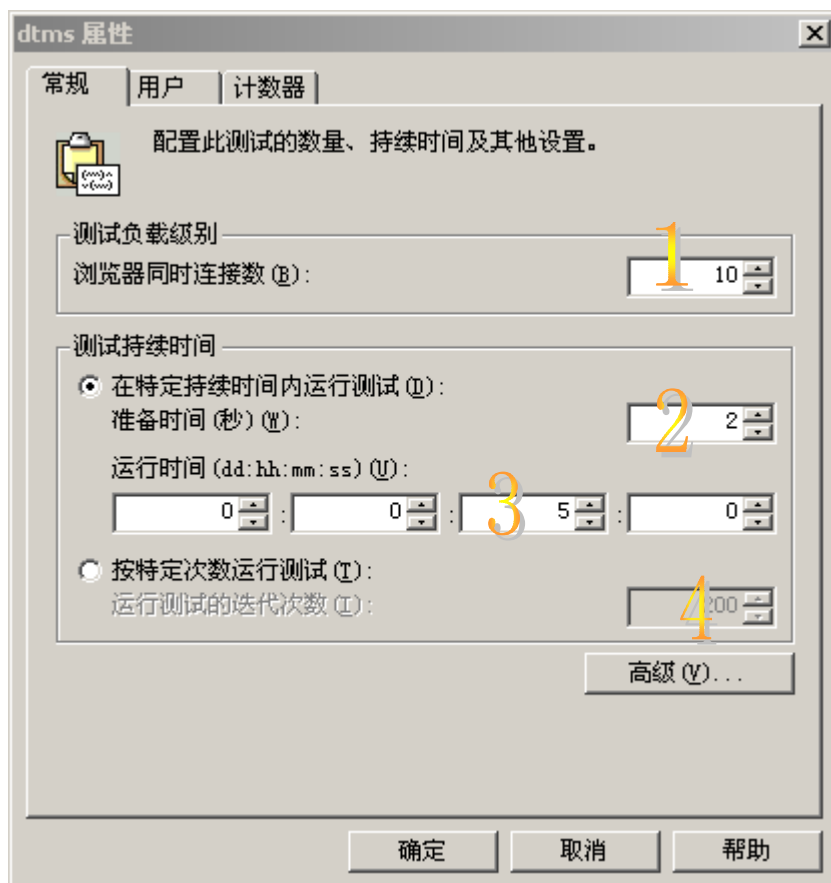 dtms 属性
常规 用户 计数器
配置此测试的数量、持续时间及其他设置。
测试负载级别
浏览器同时连接数(B): 1 10
测试持续时间
在特定持续时间内运行测试(D):
准备时间(秒)(W): 2 2
运行时间(dd:hh:mm:ss)(U):
0 : 0 : 3 5 : 0
按特定次数运行测试(T):
运行测试的迭代次数(I): 4 200
高级(V)...
确定 取消 帮助